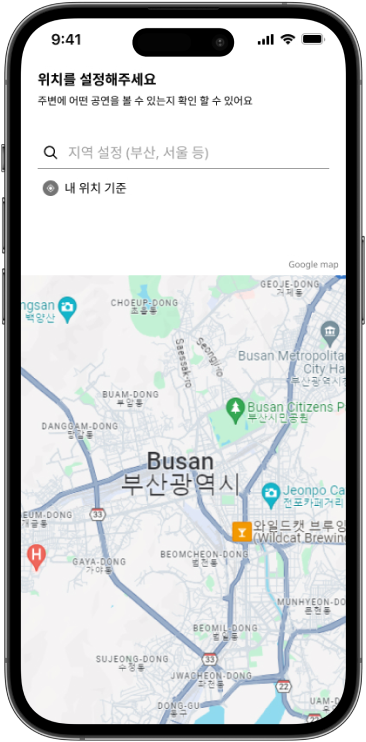 9:41
위치를 설정해주세요
주변에 어떤 공연을 볼 수 있는지 확인 할 수 있어요
지역 설정 (부산, 서울 등)
내 위치 기준
Google map
GEOJE-DONG
거제동
ngsan
백양산
CHOEUP-DONG
초읍동
Saessak-ro
Seongji-ro
Busan Metropolitan
City Ha
부산광역시청
BUAM-DONG
부암동
Busan Citizens P
부산시민공원
DANGGAM-DONG
당감동
Busan
부산광역시
Jeonpo Ca
전포카페거리
EUM-DONG
개금동
33
와일드캣 브루잉
(Wildcat Brewing
H
GAYA-DONG
가야동
BEOMCHEON-DONG
범천동
MUNHYEON-DO
문현동
BEOMIL-DONG
범일동
SUJEONG-DONG
수정동
33
JWACHEON-DONG
좌천동
22
DONG-GU
동구
UAM-D
22